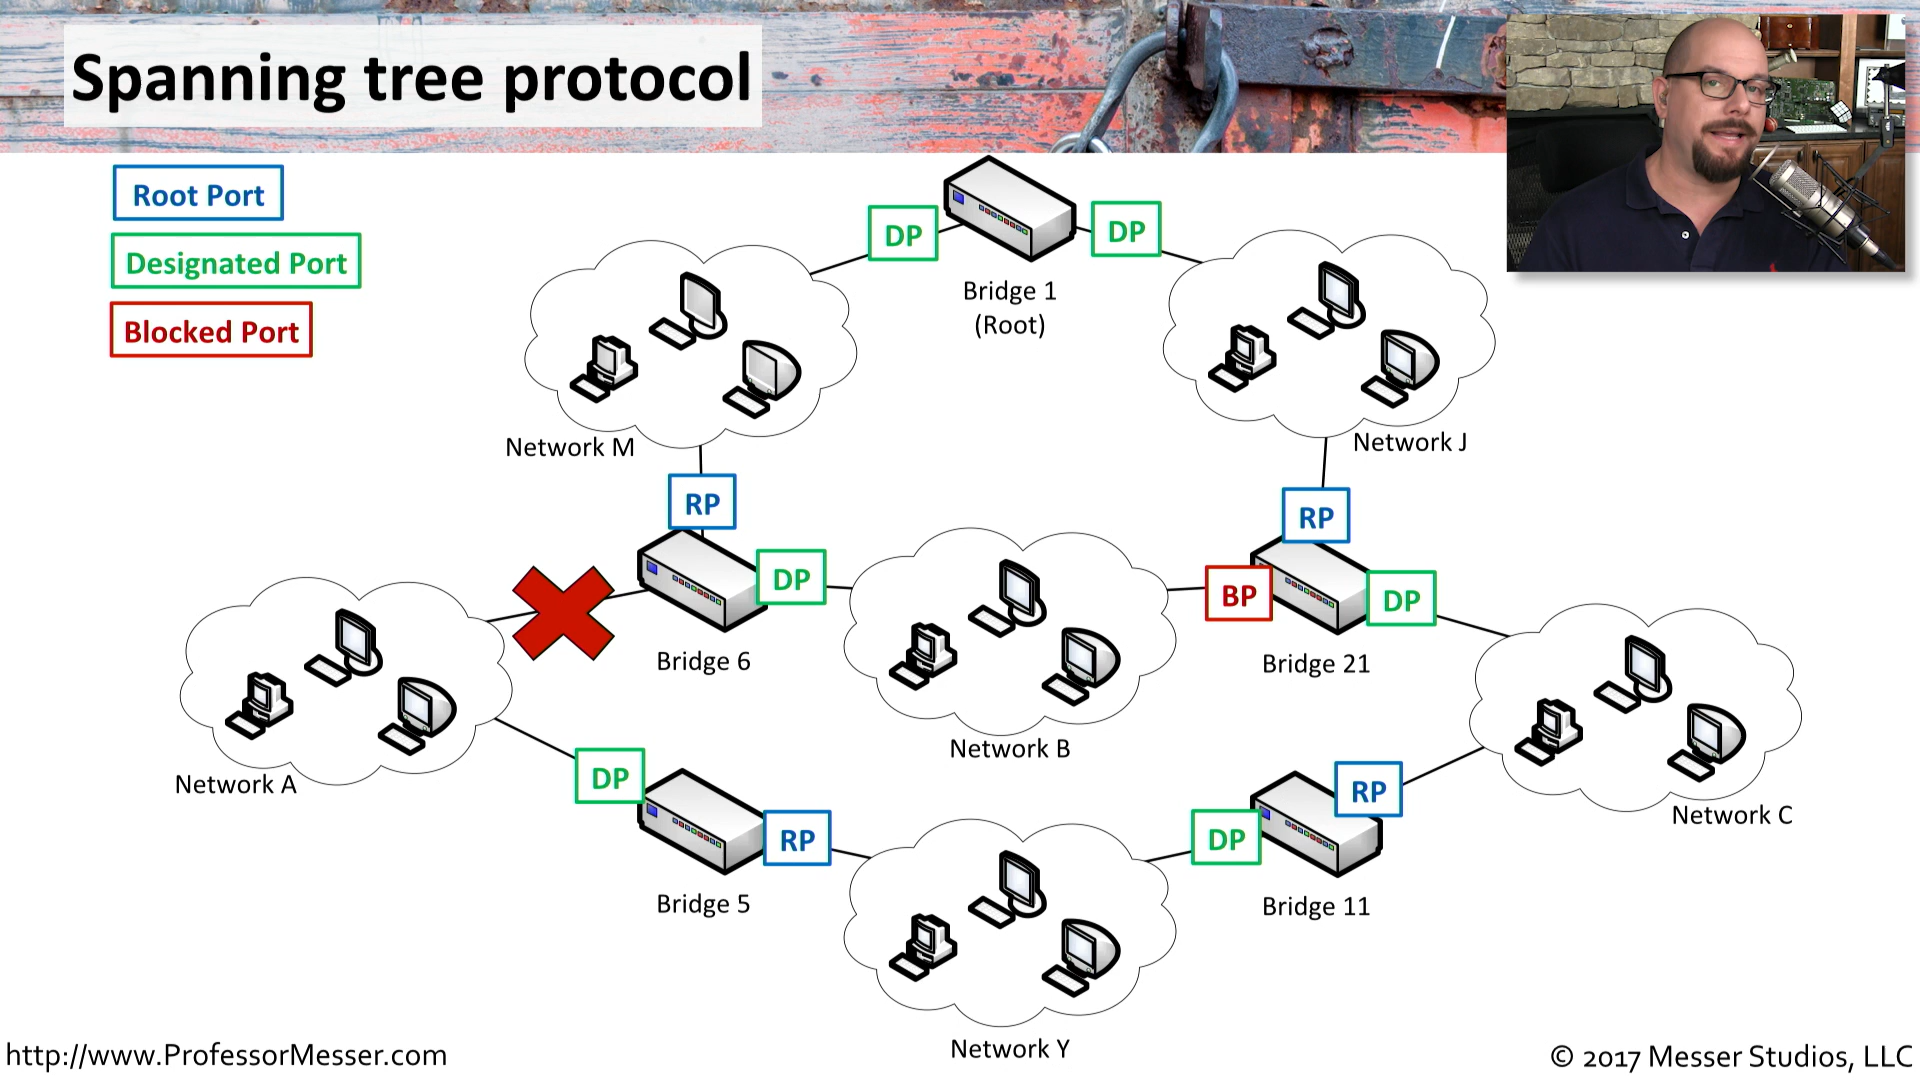 Spanning tree protocol
Root Port
Designated Port
Blocked Port
DP
DP
Bridge 1
(Root)
Network M
Network J
RP
RP
DP
BP
DP
Bridge 6
Bridge 21
Network B
Network A
Network C
DP
RP
DP
RP
Bridge 5
Bridge 11
Network Y
http://www.ProfessorMesser.com
© 2017 Messer Studios, LLC